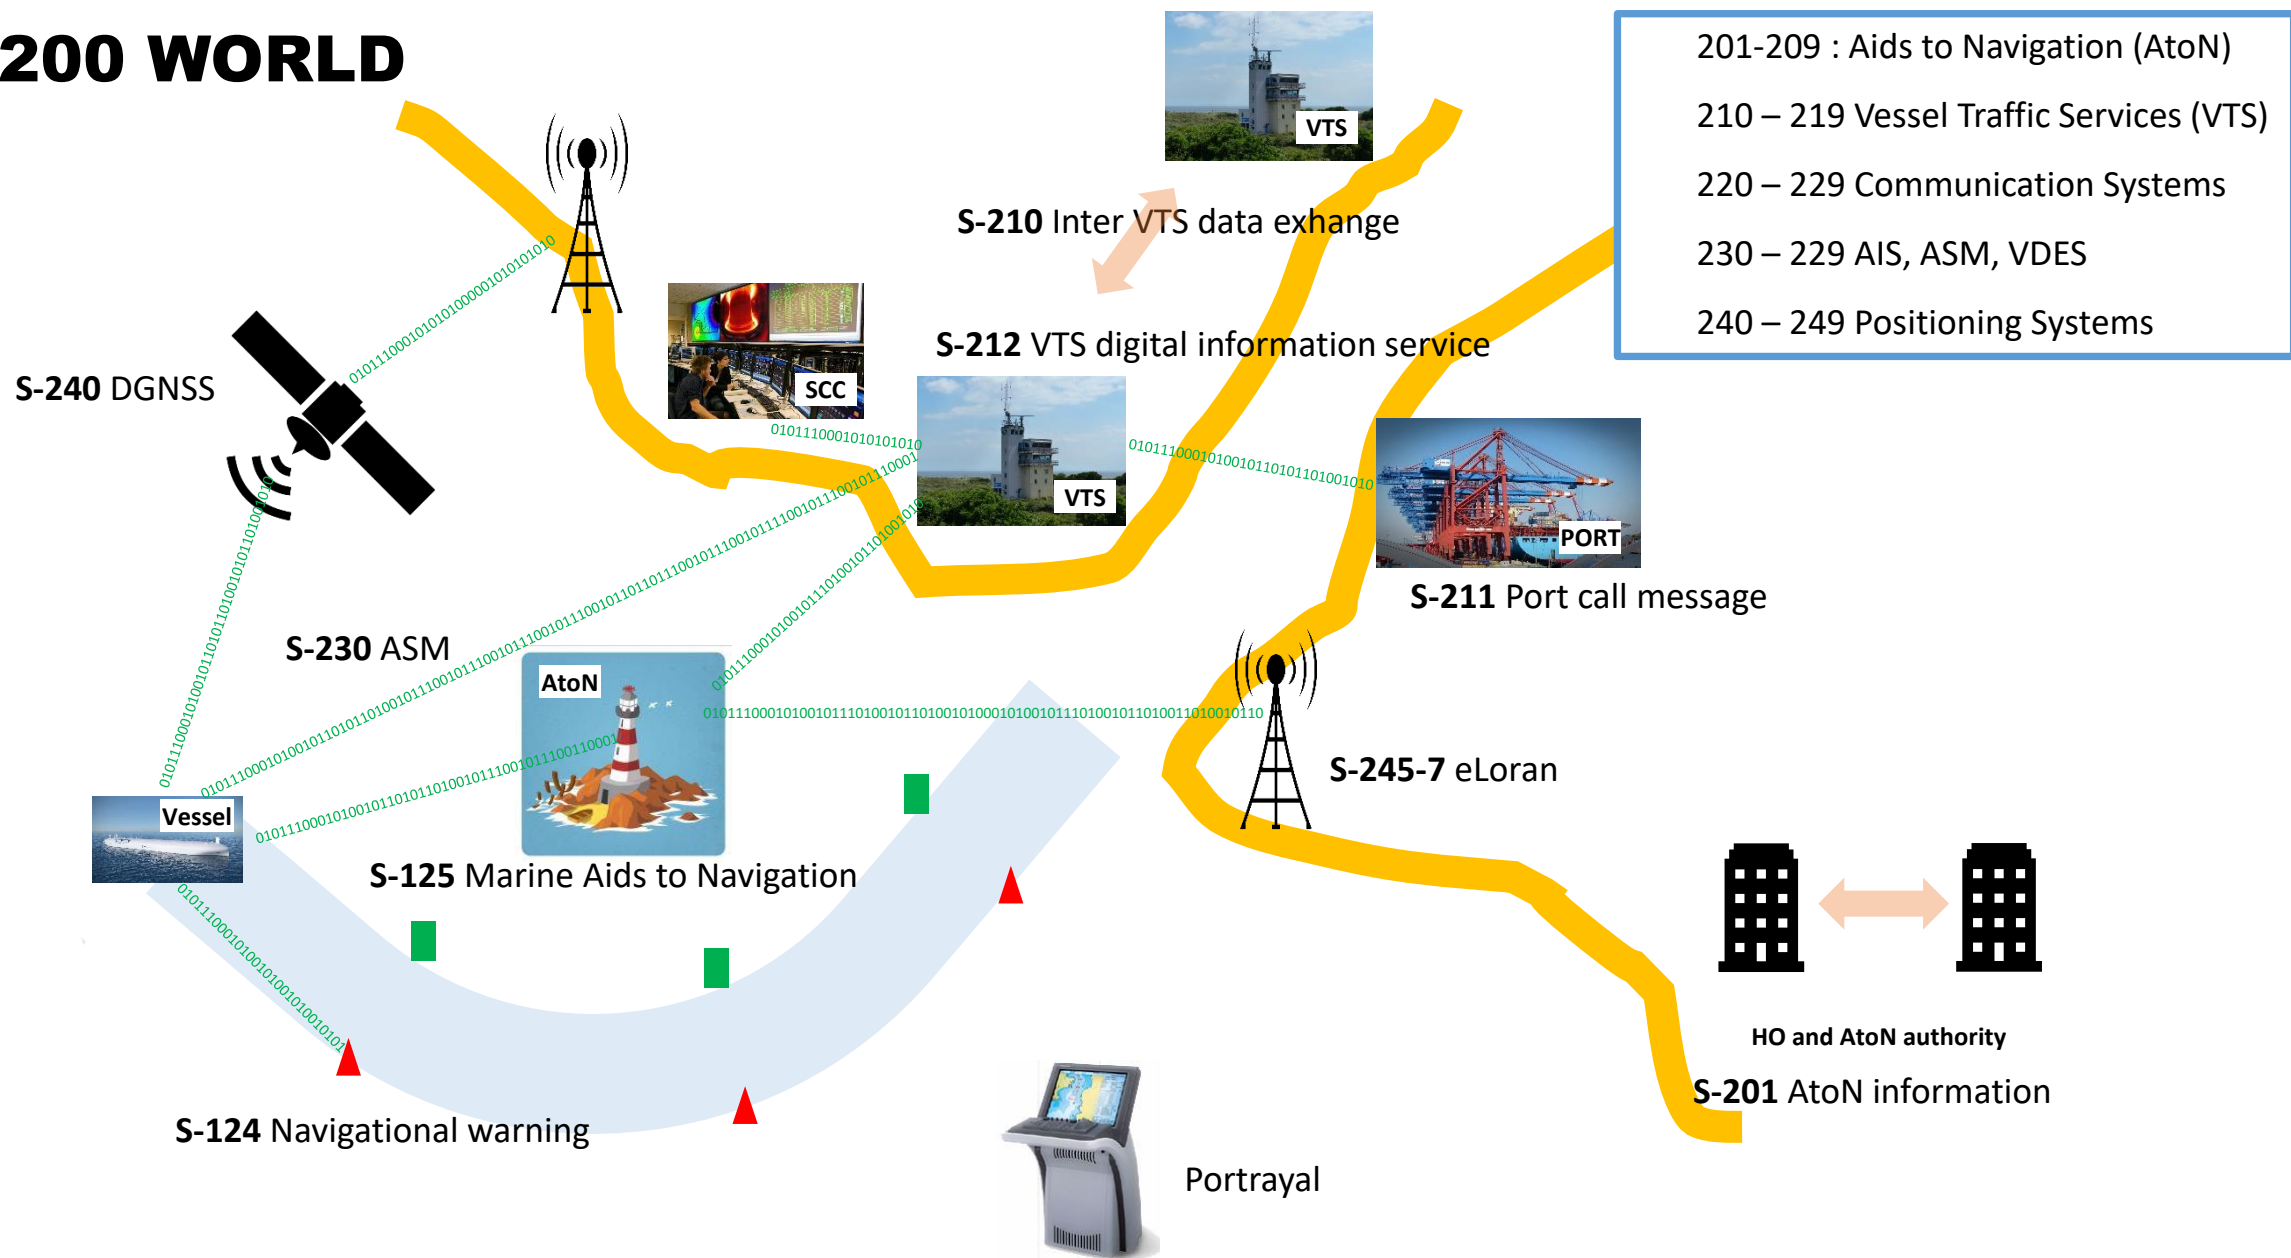 200 WORLD
201-209 : Aids to Navigation (AtoN)
210 – 219 Vessel Traffic Services (VTS)
220 – 229 Communication Systems
230 – 229 AIS, ASM, VDES
240 – 249 Positioning Systems
VTS
S-210 Inter VTS data exhange
S-212 VTS digital information service
SCC
S-240 DGNSS
VTS
PORT
S-211 Port call message
S-230 ASM
AtoN
S-245-7 eLoran
Vessel
S-125 Marine Aids to Navigation
HO and AtoN authority
S-201 AtoN information
S-124 Navigational warning
Portrayal
0101110001010101010